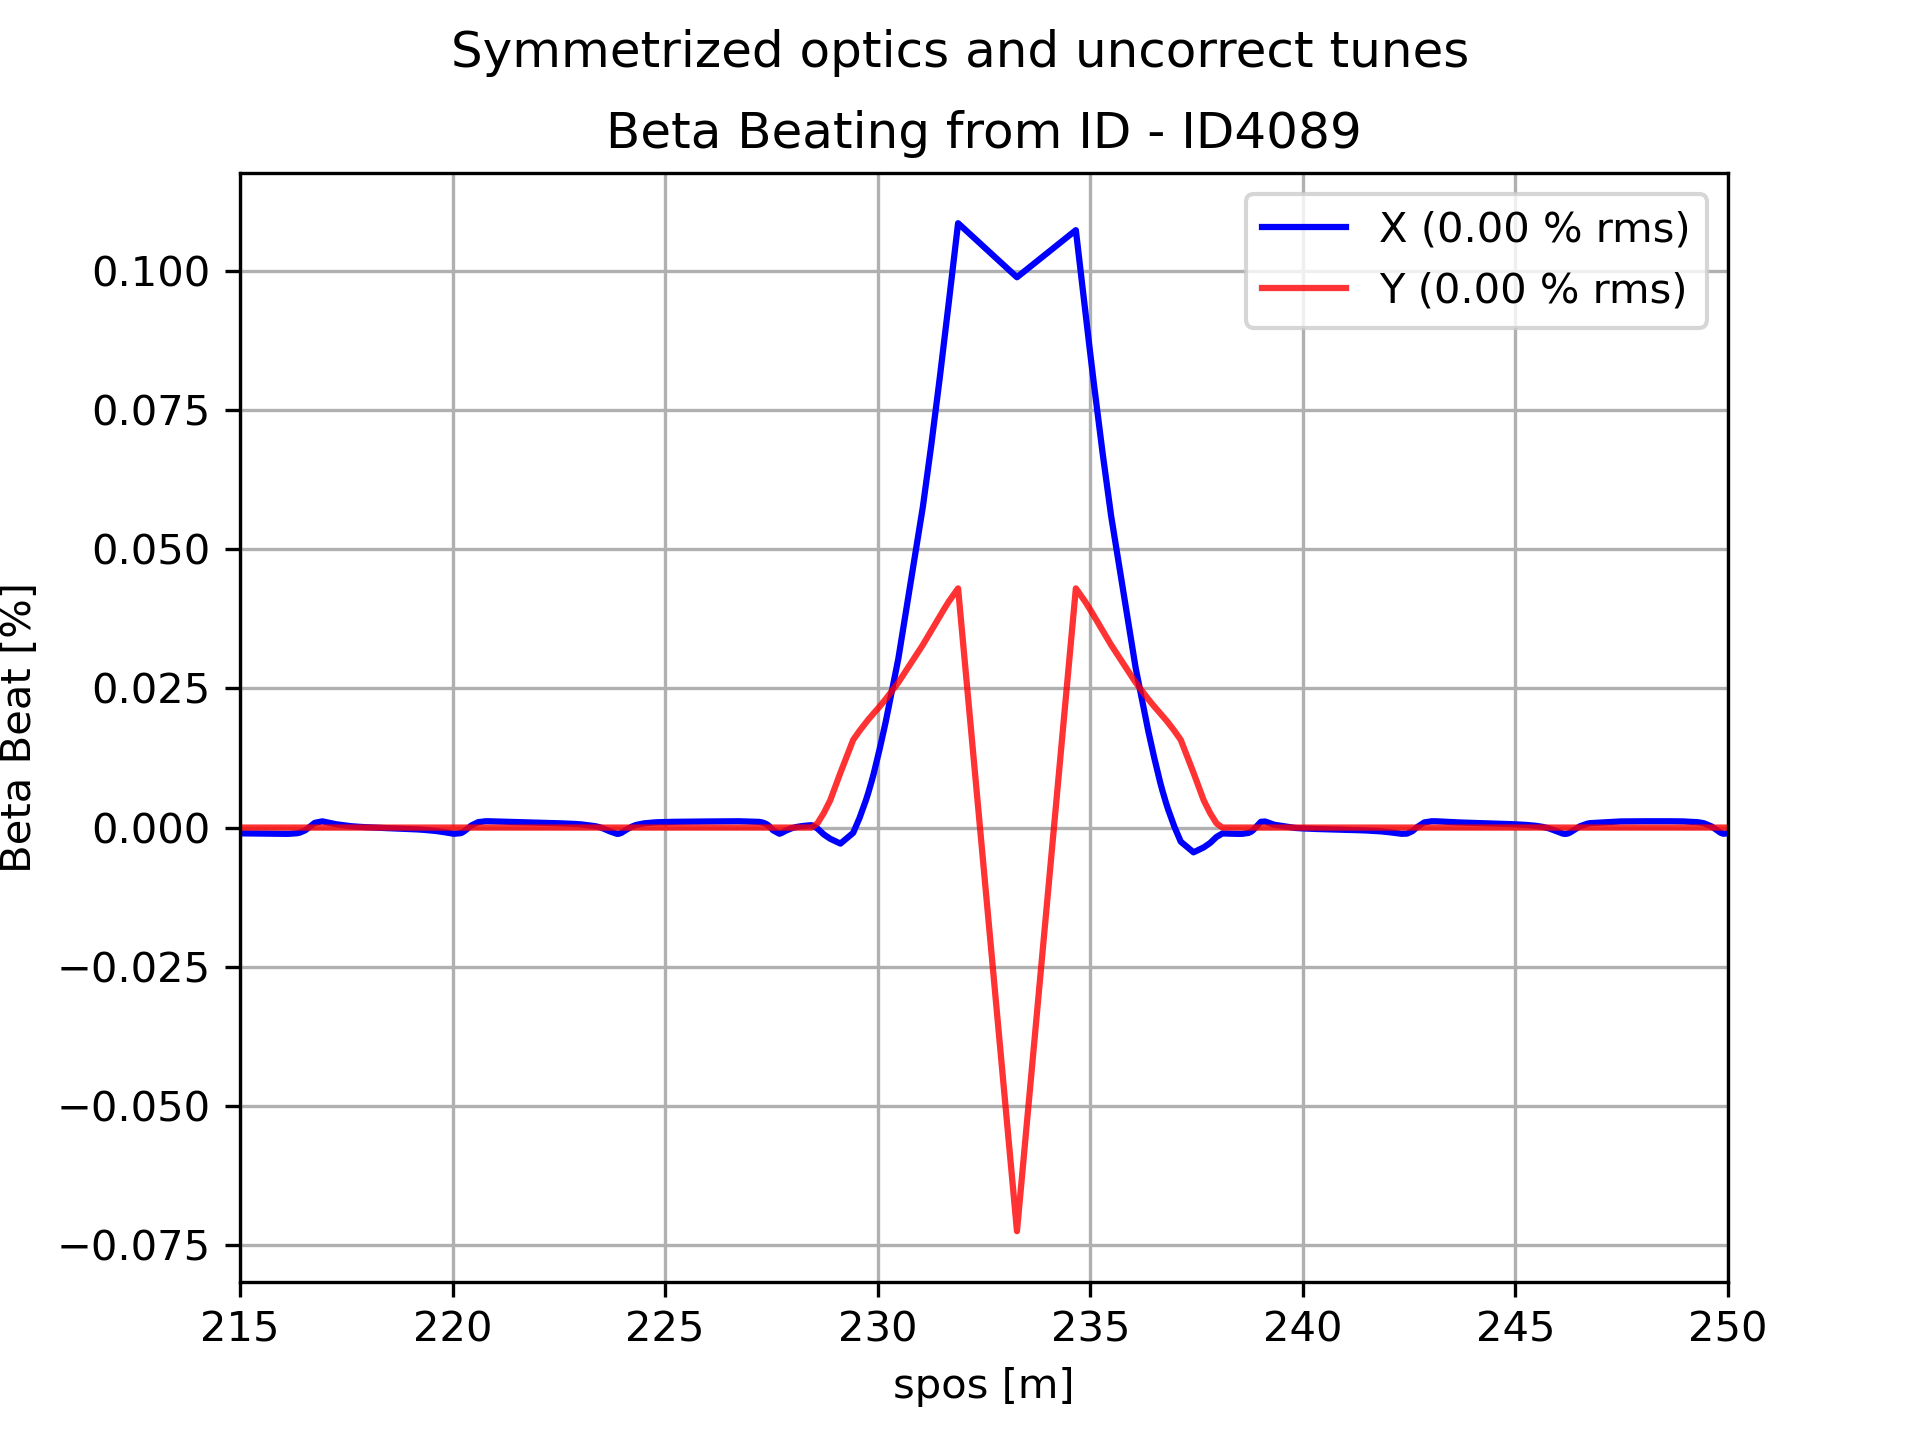 Symmetrized optics and uncorrect tunes
Beta Beating from ID - ID4089
X (0.00 % rms)
Y (0.00 % rms)
Beta Beat [%]
0.100
0.075
0.050
0.025
0.000
−0.025
−0.050
−0.075
215 220 225 230 235 240 245 250
spos [m]